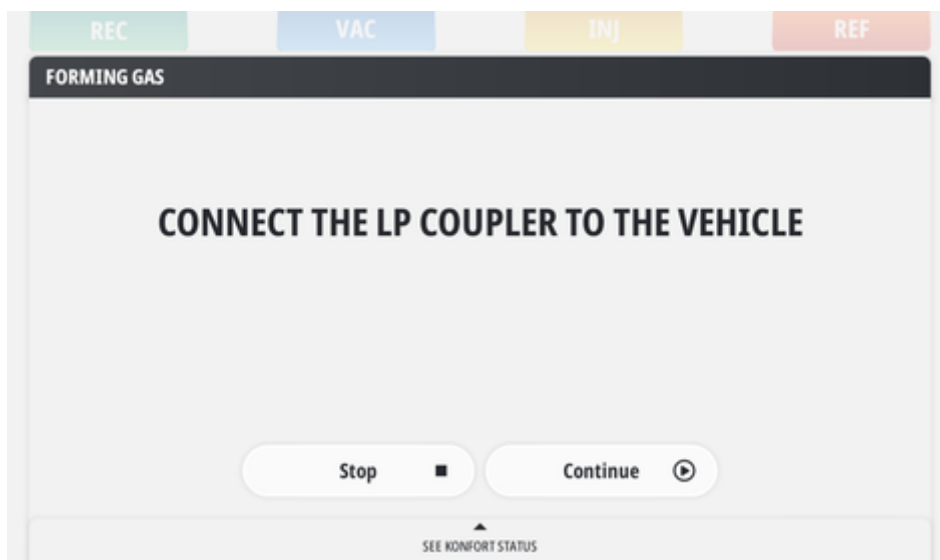 REC VAC INJ REF
FORMING GAS
CONNECT THE LP COUPLER TO THE VEHICLE
Stop Continue
SEE KONFORT STATUS